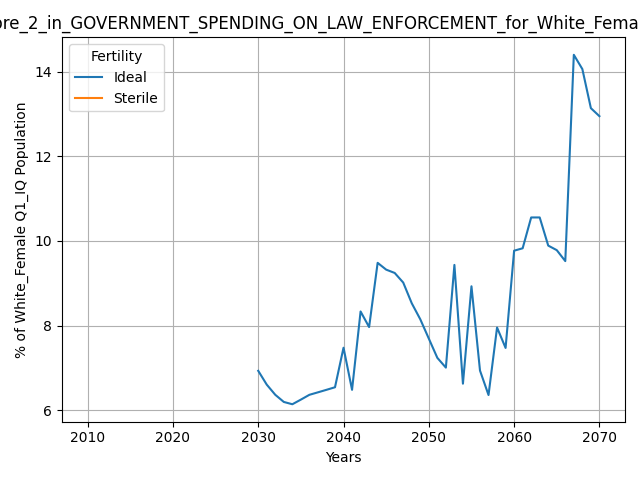 ore_2_in_GOVERNMENT_SPENDING_ON_LAW_ENFORCEMENT_for_White_Fema
Fertility
Ideal
Sterile
% of White_Female Q1_IQ Population
14
12
10
8
6
2010 2020 2030 2040 2050 2060 2070
Years